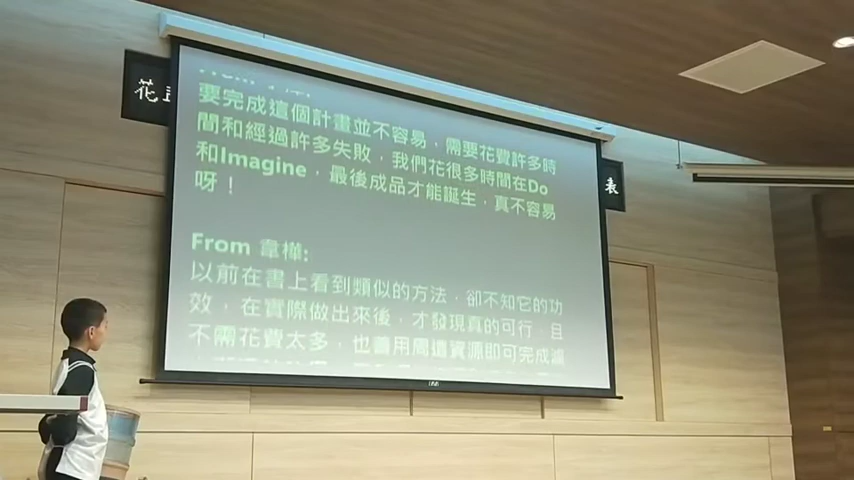 花
要完成這個計畫並不容易，需要花費許多時
間和經過許多失敗，我們花很多時間在Do
和Imagine，最後成品才能誕生，真不容易
呀！
From 韋樺:
以前在書上看到類似的方法，卻不知它的功
效，在實際做出來後，才發現真的可行，且
不需花費太多，也善用周遭資源即可完成濾
表